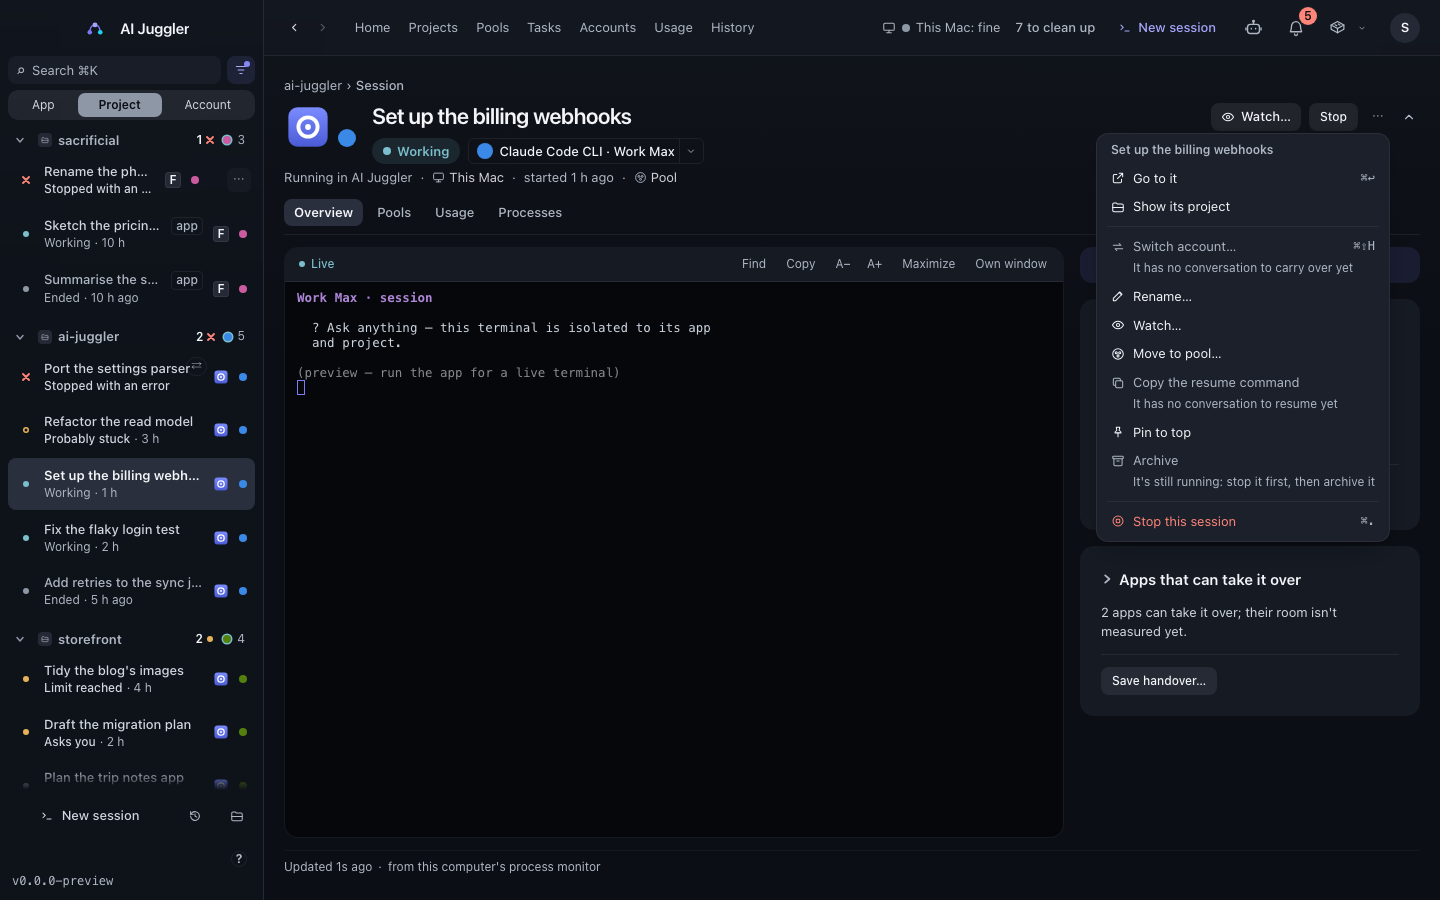 AI Juggler
Search ⌘K
App Project Account
sacrificial 1 3
Rename the ph...
Stopped with an ... F
Sketch the pricin... app
Working · 10 h F
Summarise the s... app
Ended · 10 h ago F
ai-juggler 2 5
Port the settings parser
Stopped with an error
Refactor the read model
Probably stuck · 3 h
Set up the billing webh...
Working · 1 h
Fix the flaky login test
Working · 2 h
Add retries to the sync j...
Ended · 5 h ago
storefront 2 4
Tidy the blog's images
Limit reached · 4 h
Draft the migration plan
Asks you · 2 h
Plan the trip notes app
New session
?
v0.0.0-preview
Home Projects Pools Tasks Accounts Usage History
This Mac: fine 7 to clean up New session 5 S
ai-juggler › Session
Set up the billing webhooks
Watch... Stop ...
Working Claude Code CLI · Work Max
Running in AI Juggler · This Mac · started 1 h ago · Pool
Overview Pools Usage Processes
Live Find Copy A− A+ Maximize Own window
Work Max · session
? Ask anything — this terminal is isolated to its app
and project.
(preview — run the app for a live terminal)
Set up the billing webhooks
Go to it ⌘↩
Show its project
Switch account... ⌘⇧H
It has no conversation to carry over yet
Rename...
Watch...
Move to pool...
Copy the resume command
It has no conversation to resume yet
Pin to top
Archive
It's still running: stop it first, then archive it
Stop this session ⌘.
Apps that can take it over
2 apps can take it over; their room isn't
measured yet.
Save handover...
Updated 1s ago · from this computer's process monitor